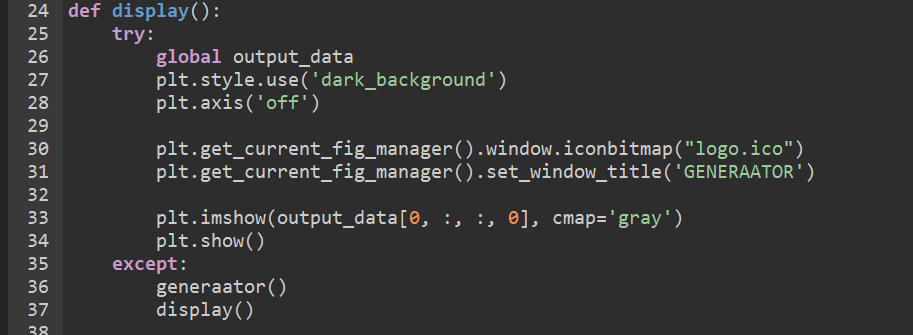 24 def display():
25     try:
26         global output_data
27         plt.style.use('dark_background')
28         plt.axis('off')
29
30         plt.get_current_fig_manager().window.iconbitmap("logo.ico")
31         plt.get_current_fig_manager().set_window_title('GENERAATOR')
32
33         plt.imshow(output_data[0, :, :, 0], cmap='gray')
34         plt.show()
35     except:
36         generaator()
37         display()
38